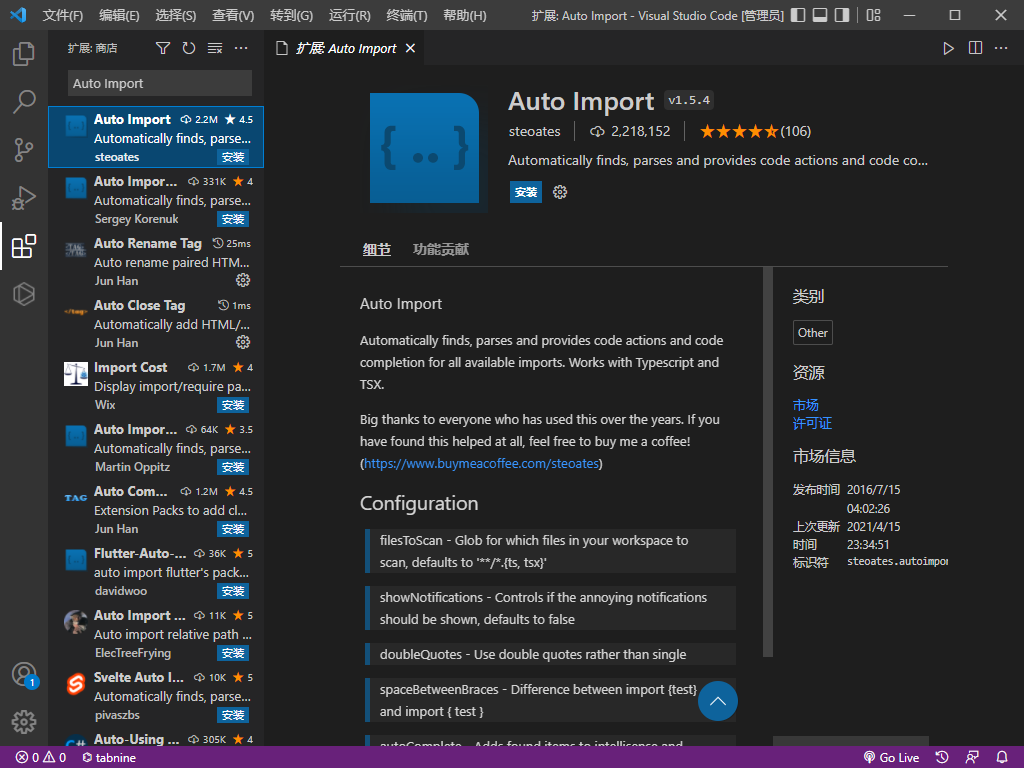 文件(F) 编辑(E) 选择(S) 查看(V) 转到(G) 运行(R) 终端(T) 帮助(H) 扩展: Auto Import - Visual Studio Code [管理员]
扩展: 商店
Auto Import
Auto Import 2.2M 4.5
Automatically finds, parse...
steoates 安装
Auto Impor... 331K 4
Automatically finds, parse...
Sergey Korenuk 安装
Auto Rename Tag 25ms
Auto rename paired HTM...
Jun Han
Auto Close Tag 1ms
Automatically add HTML/...
Jun Han
Import Cost 1.7M 4
Display import/require pa...
Wix 安装
Auto Impor... 64K 3.5
Automatically finds, parse...
Martin Oppitz 安装
TAG
Auto Com... 1.2M 4.5
Extension Packs to add cl...
Jun Han 安装
Flutter-Auto-... 36K 5
auto import flutter's pack...
davidwoo 安装
Auto Import ... 11K 5
Auto import relative path ...
ElecTreeFrying 安装
Svelte Auto I... 10K 5
Automatically finds, parse...
pivaszbs 安装
C#
Auto-Using ... 305K 4
1
扩展: Auto Import
{..}
Auto Import v1.5.4
steoates 2,218,152 (106)
Automatically finds, parses and provides code actions and code co...
安装
细节 功能贡献
Auto Import
Automatically finds, parses and provides code actions and code
completion for all available imports. Works with Typescript and
TSX.
Big thanks to everyone who has used this over the years. If you
have found this helped at all, feel free to buy me a coffee!
(https://www.buymeacoffee.com/steoates)
Configuration
filesToScan - Glob for which files in your workspace to
scan, defaults to '**/*.{ts, tsx}'
showNotifications - Controls if the annoying notifications
should be shown, defaults to false
doubleQuotes - Use double quotes rather than single
spaceBetweenBraces - Difference between import {test}
and import { test }
autoComplete - Adds found items to intellisense and
类别
Other
资源
市场
许可证
市场信息
发布时间 2016/7/15
04:02:26
上次更新 2021/4/15
时间 23:34:51
标识符 steoates.autoimpor
0 0 tabnine Go Live